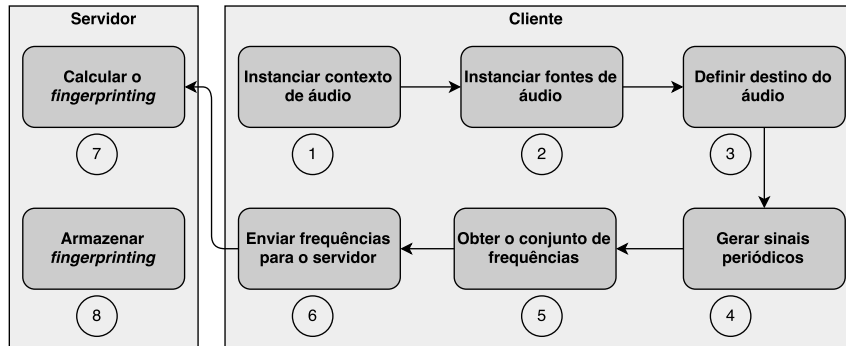 Servidor
Cliente
Calcular o
fingerprinting
7
Armazenar
fingerprinting
8
Instanciar contexto
de áudio
1
Instanciar fontes de
áudio
2
Definir destino do
áudio
3
Gerar sinais
periódicos
4
Obter o conjunto de
frequências
5
Enviar frequências
para o servidor
6